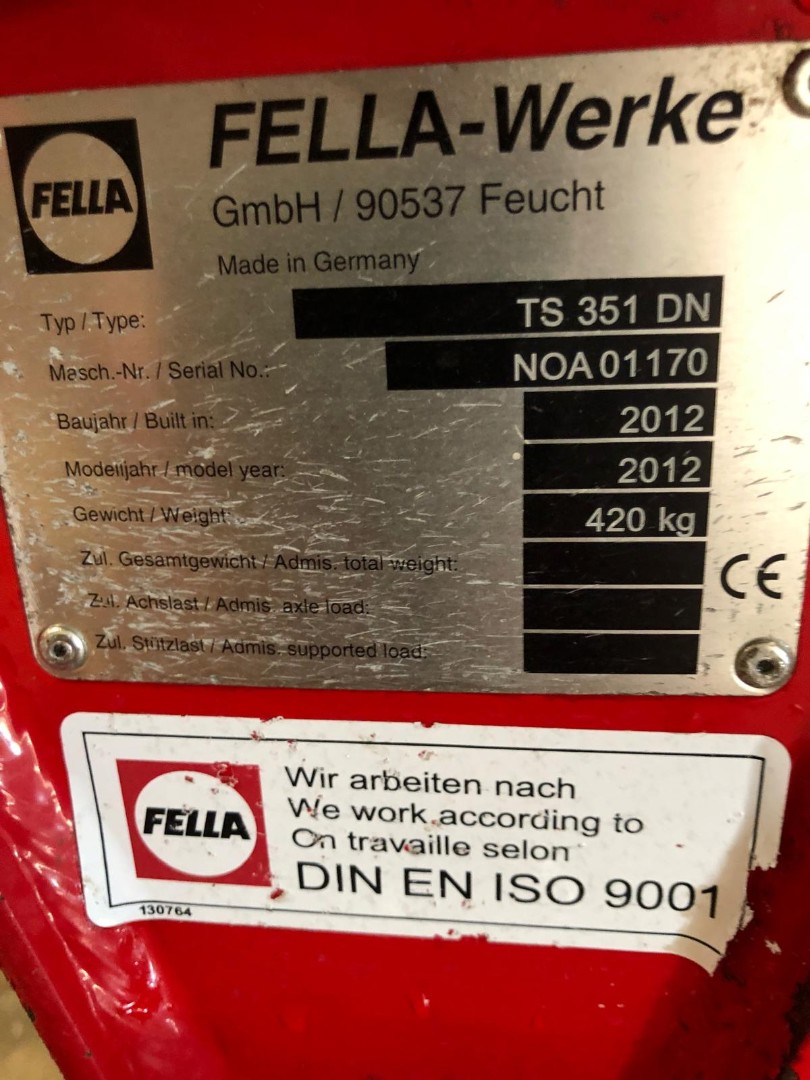 FELLA
FELLA-Werke
GmbH / 90537 Feucht
Made in Germany
Typ / Type: TS 351 DN
Masch.-Nr. / Serial No.: NOA01170
Baujahr / Built in: 2012
Modelljahr / model year: 2012
Gewicht / Weight: 420 kg
Zul. Gesamtgewicht / Admis. total weight:
CE
Zul. Achslast / Admis. axle load:
Zul. Stützlast / Admis. supported load:
FELLA
Wir arbeiten nach
We work according to
On travaille selon
DIN EN ISO 9001
130764